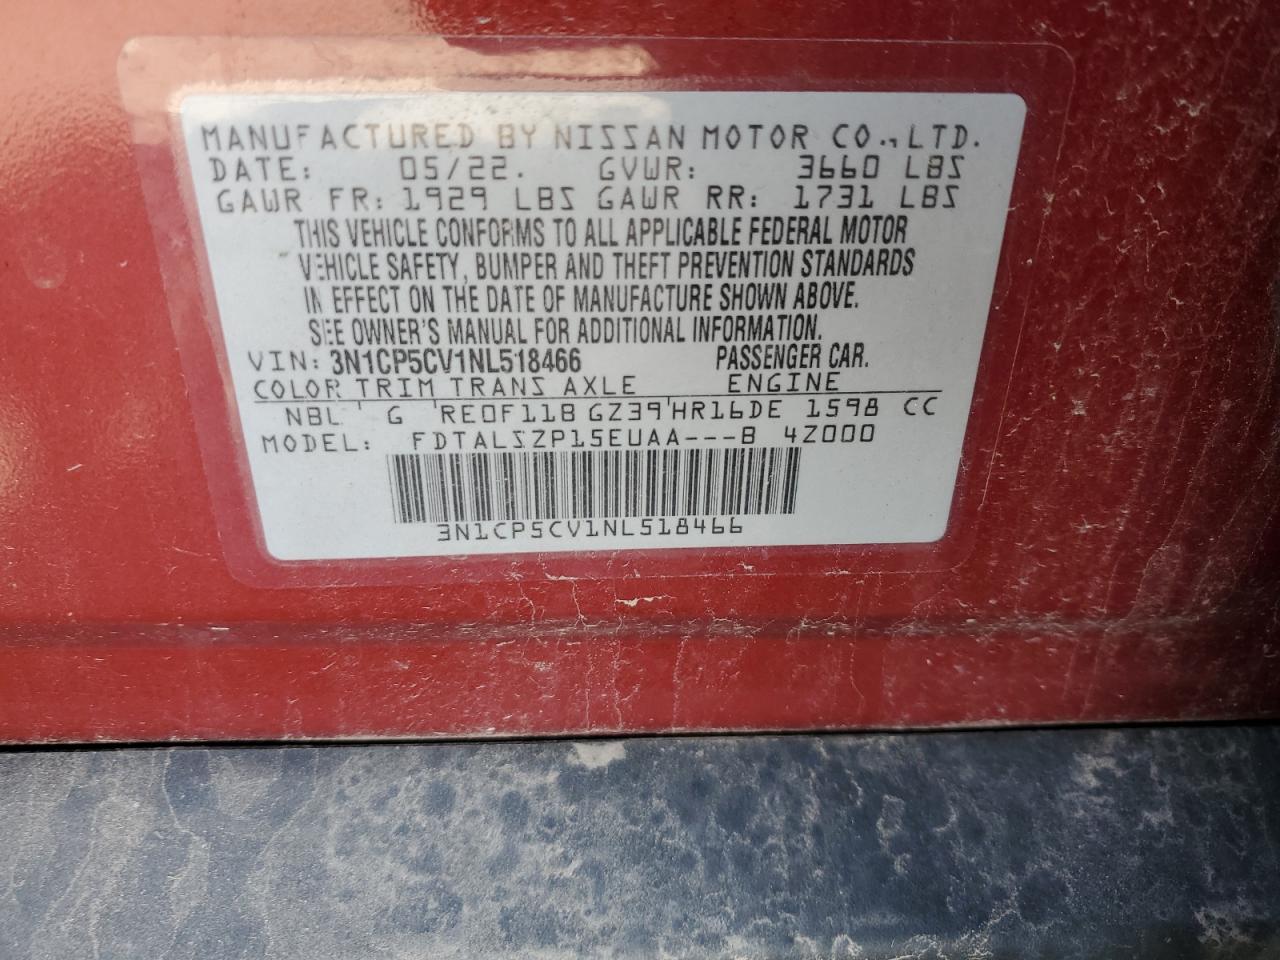 MANUFACTURED BY NISSAN MOTOR CO.,LTD.
DATE: 05/22. GVWR: 3660 LBS
GAWR FR: 1929 LBS GAWR RR: 1731 LBS
THIS VEHICLE CONFORMS TO ALL APPLICABLE FEDERAL MOTOR
VEHICLE SAFETY, BUMPER AND THEFT PREVENTION STANDARDS
IN EFFECT ON THE DATE OF MANUFACTURE SHOWN ABOVE.
SEE OWNER'S MANUAL FOR ADDITIONAL INFORMATION.
VIN: 3N1CP5CV1NL518466 PASSENGER CAR.
COLOR TRIM TRANS AXLE ENGINE
NBL G RE0F11B GZ39 HR16DE 1598 CC
MODEL: FDTALSZP15EUAA---B 4Z000
3N1CP5CV1NL518466